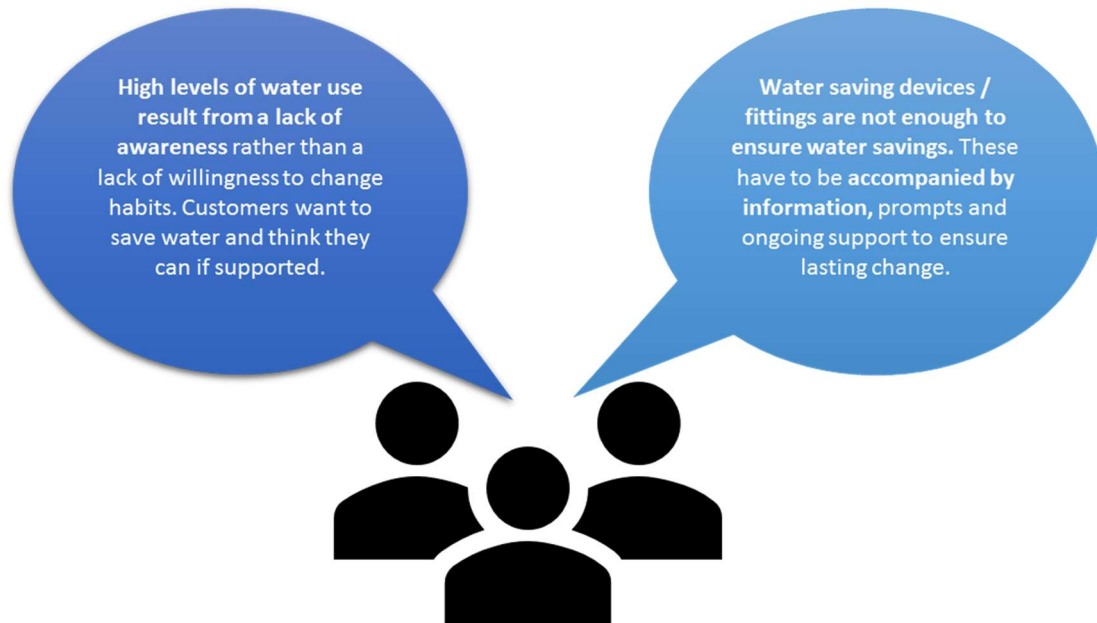 High levels of water use
result from a lack of
awareness rather than a
lack of willingness to change
habits. Customers want to
save water and think they
can if supported.
Water saving devices /
fittings are not enough to
ensure water savings. These
have to be accompanied by
information, prompts and
ongoing support to ensure
lasting change.